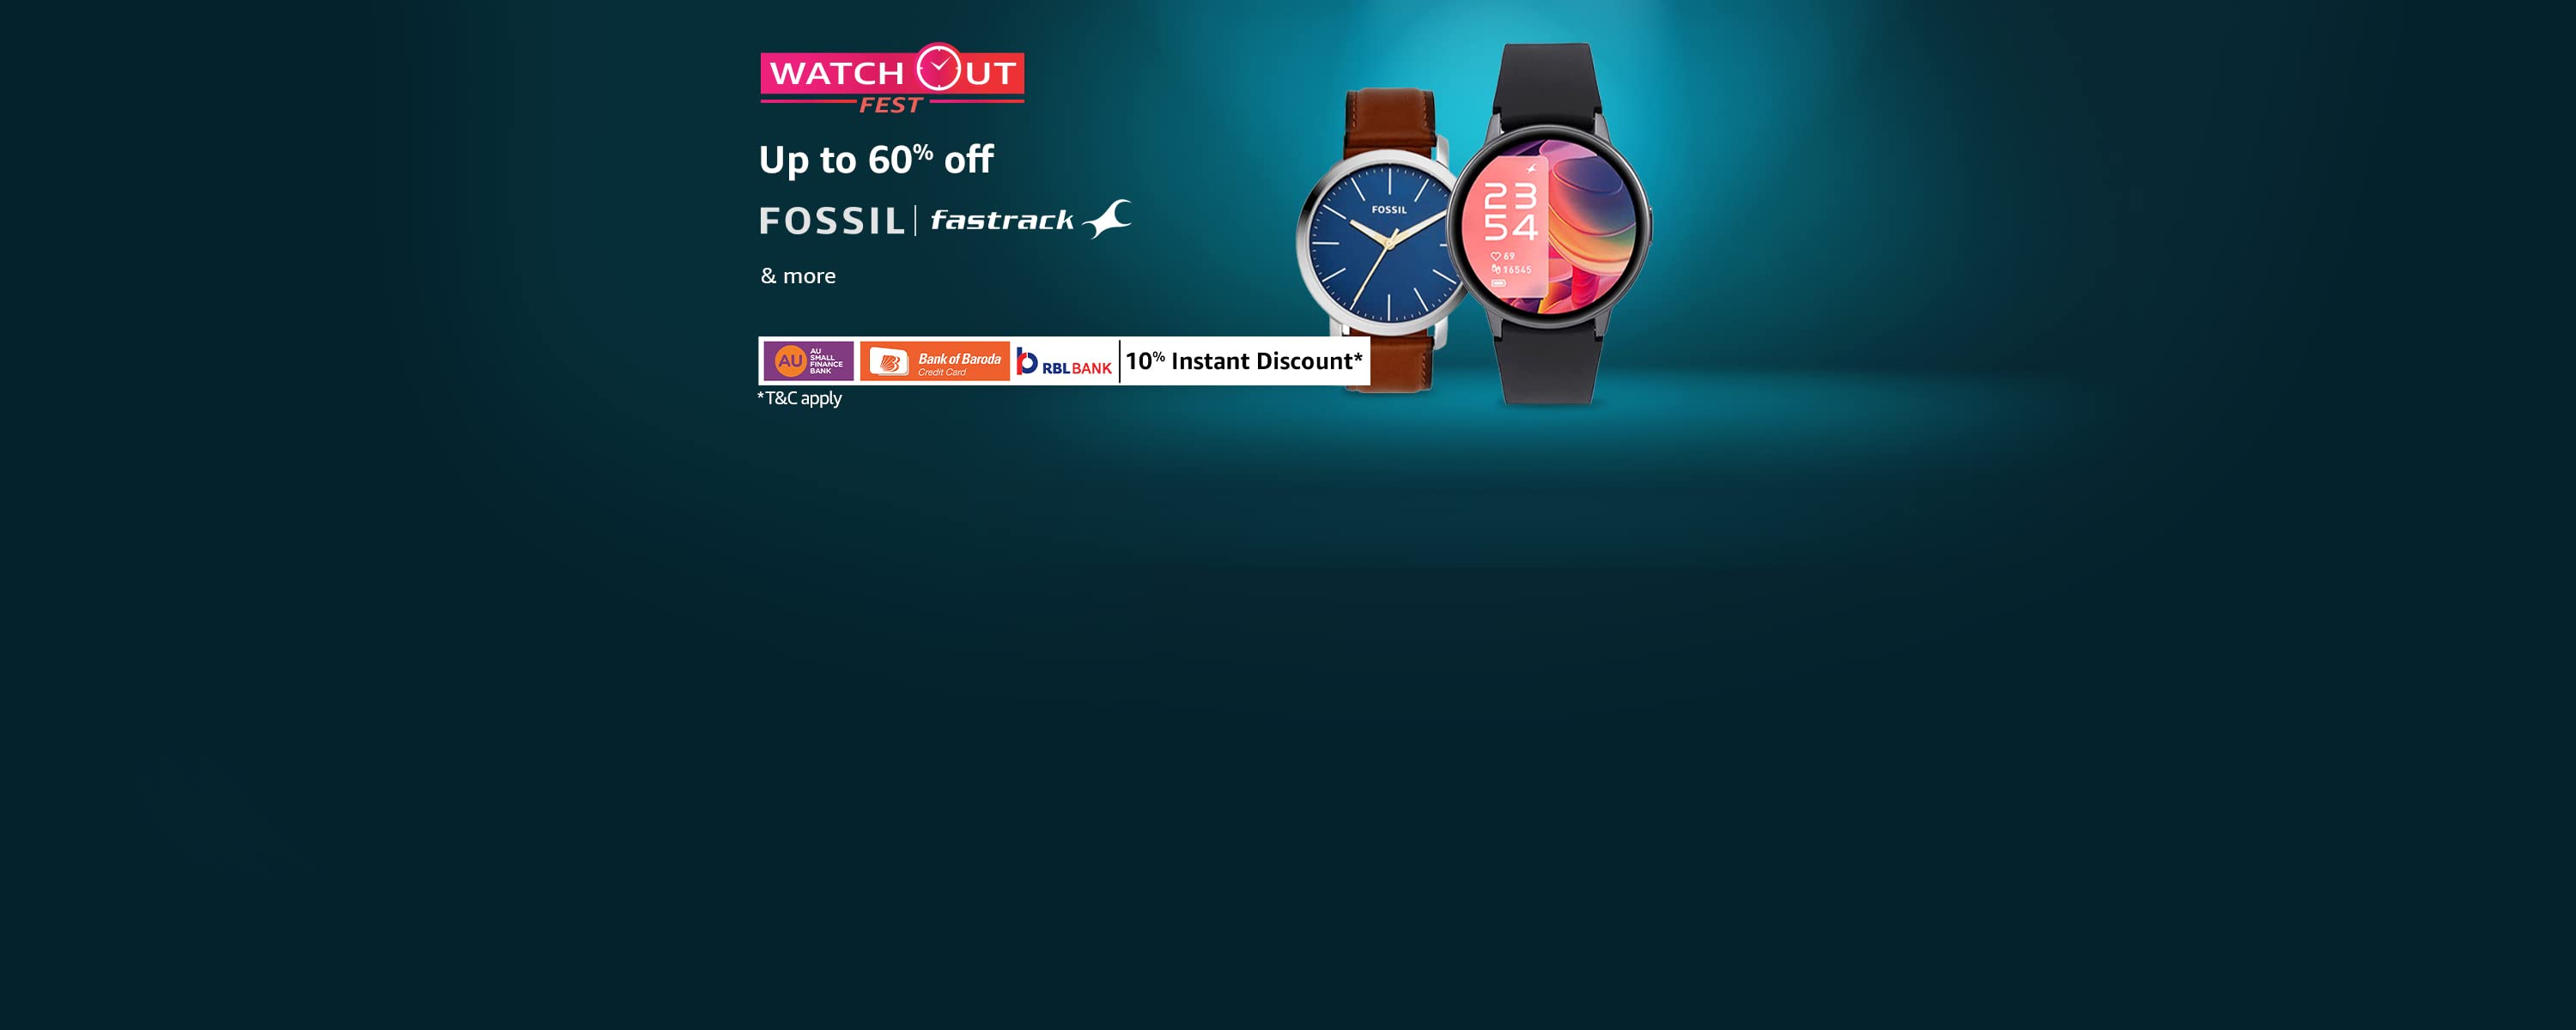 WATCH OUT
FEST
Up to 60% off
FOSSIL | fastrack
& more
AU
AU
SMALL
FINANCE
BANK
Bank of Baroda
Credit Card
RBL BANK
10% Instant Discount*
*T&C apply
FOSSIL
23
54
69
16545